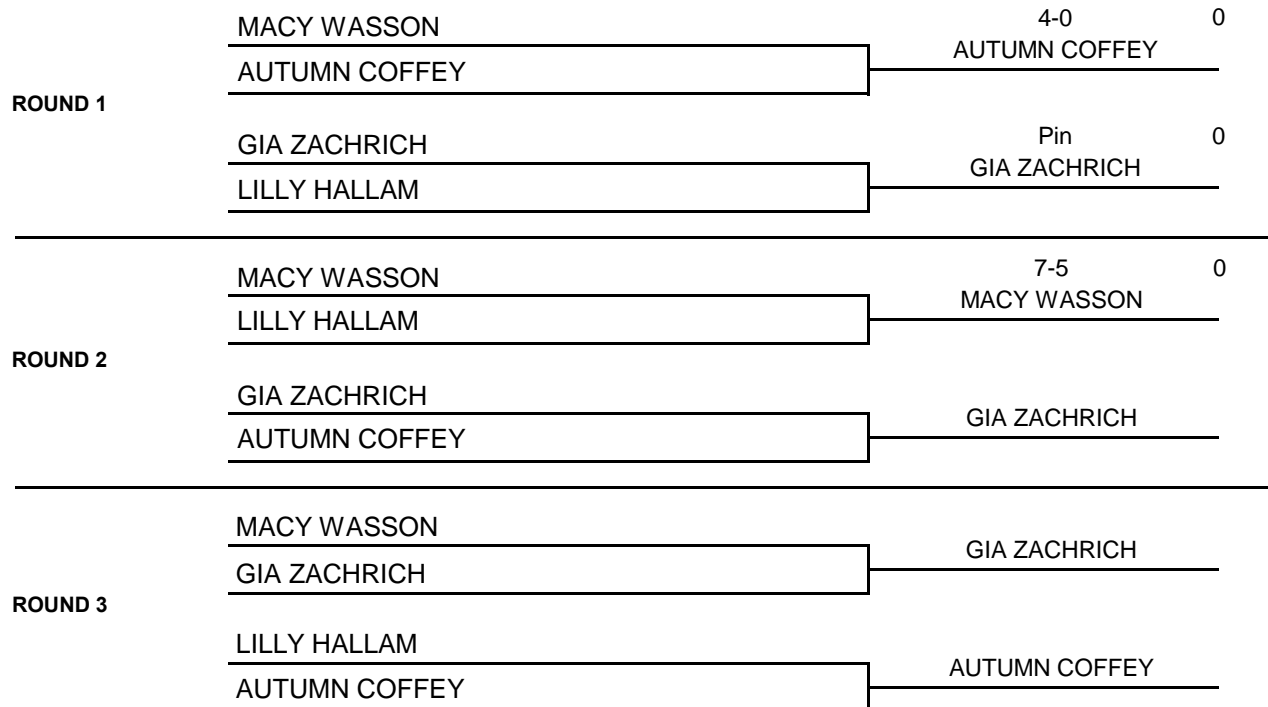 MACY WASSON
4-0 0
AUTUMN COFFEY
AUTUMN COFFEY
ROUND 1
GIA ZACHRICH
Pin 0
GIA ZACHRICH
LILLY HALLAM
MACY WASSON
7-5 0
MACY WASSON
LILLY HALLAM
ROUND 2
GIA ZACHRICH
GIA ZACHRICH
AUTUMN COFFEY
MACY WASSON
GIA ZACHRICH
GIA ZACHRICH
ROUND 3
LILLY HALLAM
AUTUMN COFFEY
AUTUMN COFFEY